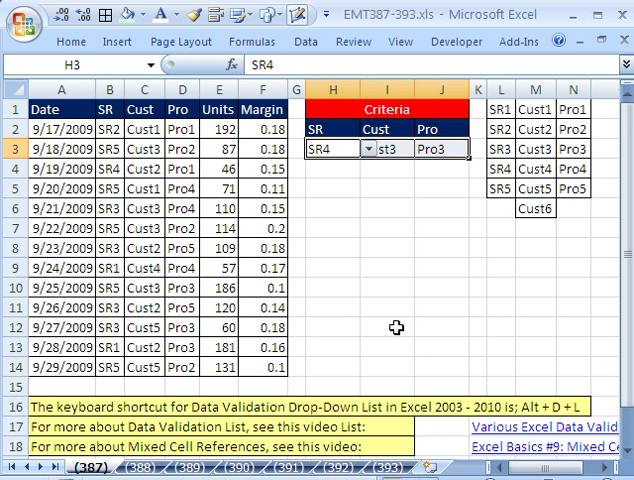 EMT387-393.xls - Microsoft Excel
Home Insert Page Layout Formulas Data Review View Developer Add-Ins
H3 fx SR4
A B C D E F G H I J K L M N
1 Date SR Cust Pro Units Margin Criteria SR1 Cust1 Pro1
2 9/17/2009 SR2 Cust1 Pro1 192 0.18 SR Cust Pro SR2 Cust2 Pro2
3 9/18/2009 SR5 Cust3 Pro2 87 0.18 SR4 st3 Pro3 SR3 Cust3 Pro3
4 9/19/2009 SR4 Cust2 Pro1 46 0.15 SR4 Cust4 Pro4
5 9/20/2009 SR5 Cust4 Pro4 71 0.11 SR5 Cust5 Pro5
6 9/21/2009 SR3 Cust3 Pro4 110 0.15 Cust6
7 9/22/2009 SR5 Cust3 Pro2 114 0.2
8 9/23/2009 SR3 Cust2 Pro5 109 0.18
9 9/24/2009 SR1 Cust4 Pro4 57 0.17
10 9/25/2009 SR5 Cust3 Pro3 186 0.1
11 9/26/2009 SR3 Cust2 Pro5 120 0.14
12 9/27/2009 SR3 Cust5 Pro3 60 0.18
13 9/28/2009 SR1 Cust2 Pro3 181 0.16
14 9/29/2009 SR5 Cust5 Pro2 131 0.1
15
16 The keyboard shortcut for Data Validation Drop-Down List in Excel 2003 - 2010 is; Alt + D + L
17 For more about Data Validation List, see this video: Various Excel Data Valid
18 For more about Mixed Cell References, see this video: Excel Basics #9: Mixed Ce
(387) (388) (389) (390) (391) (392) (393)